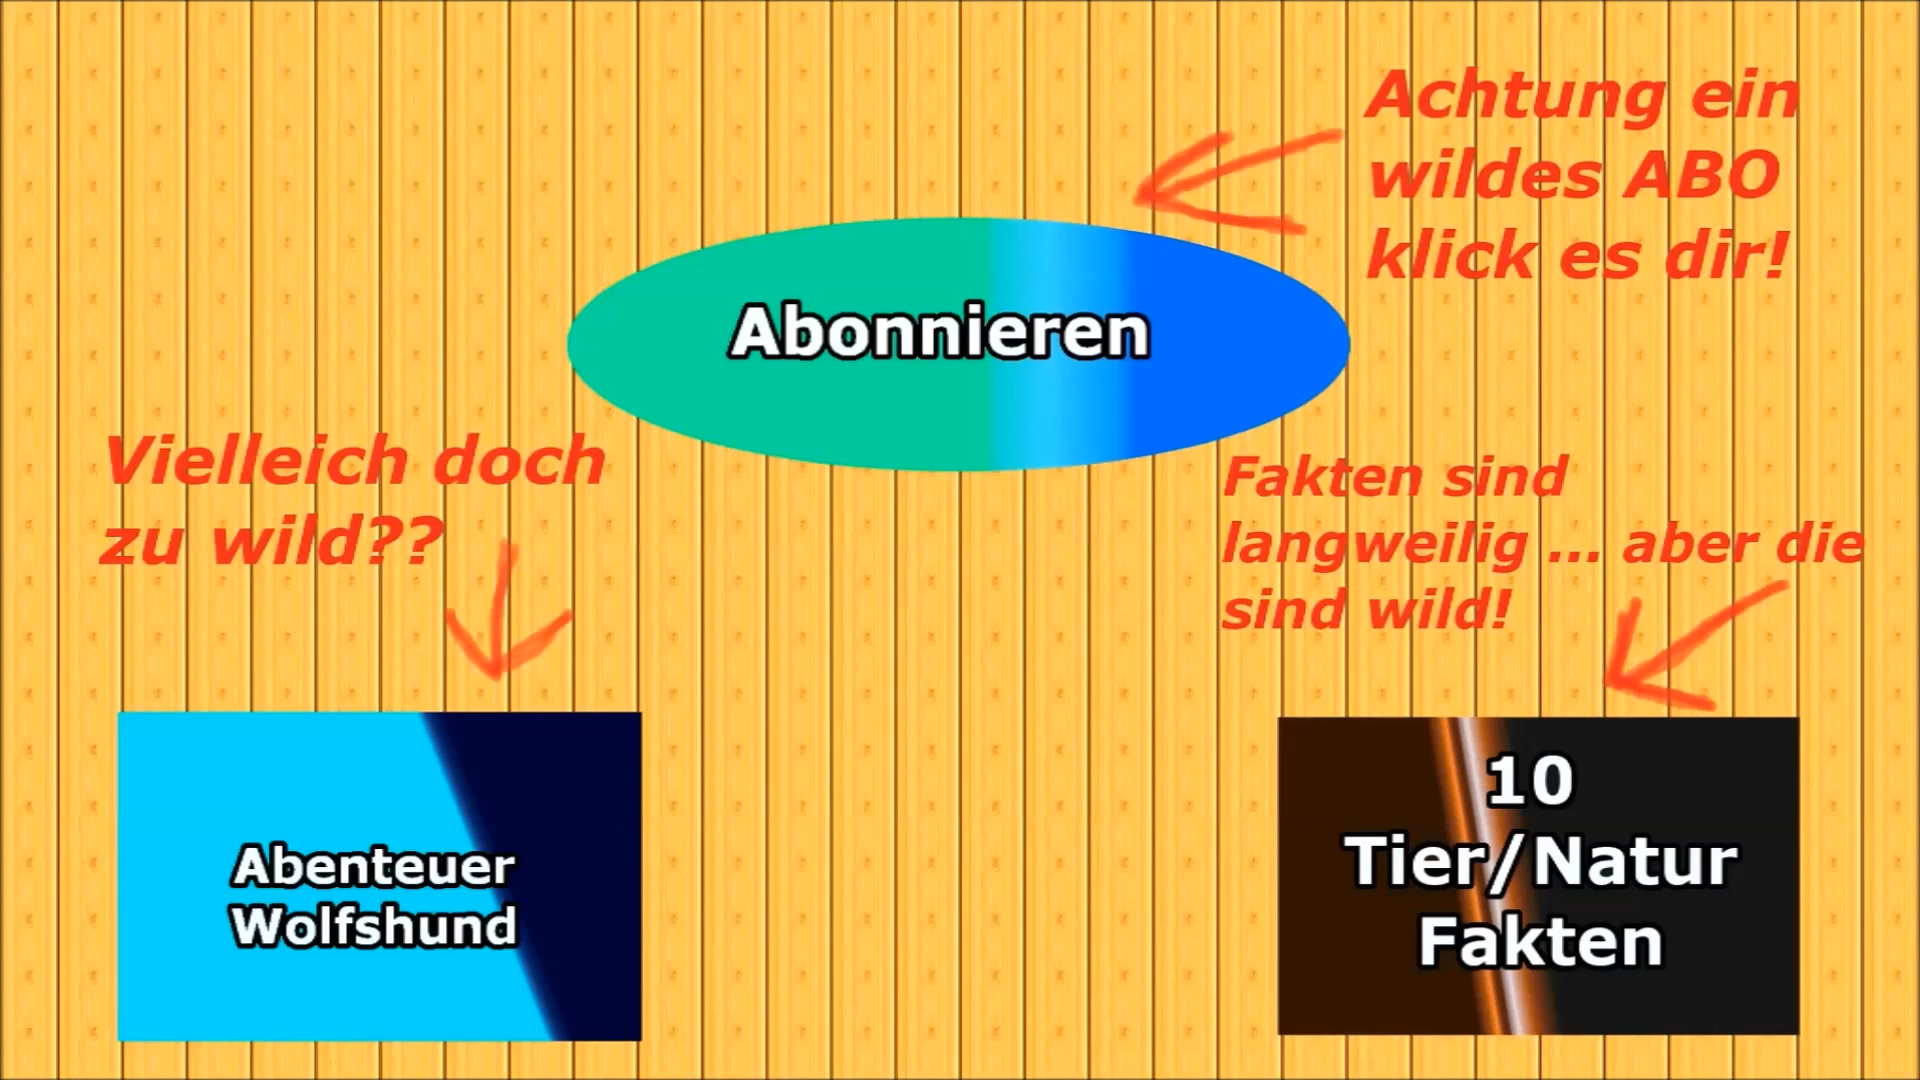 Achtung ein
wildes ABO
klick es dir!
Abonnieren
Vielleich doch
zu wild??
Fakten sind
langweilig ... aber die
sind wild!
Abenteuer
Wolfshund
10
Tier/Natur
Fakten